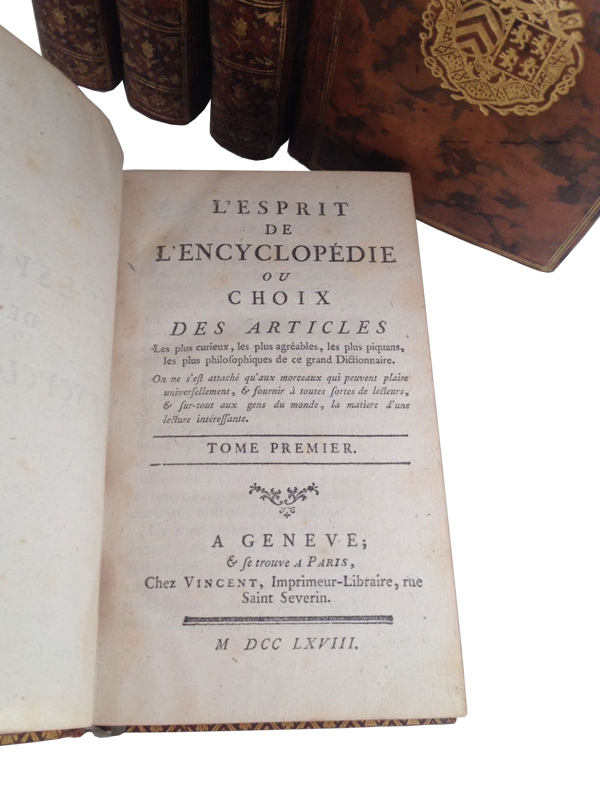 L'ESPRIT
DE
L'ENCYCLOPÉDIE
OU
CHOIX
DES ARTICLES
Les plus curieux, les plus agréables, les plus piquans,
les plus philosophiques de ce grand Dictionnaire.
On ne s'eſt attaché qu'aux morceaux qui peuvent plaire
univerſellement, & fournir à toutes ſortes de lecteurs,
& ſur-tout aux gens du monde, la matiere d'une
lecture intéreſſante.
TOME PREMIER.
A GENEVE;
& ſe trouve A PARIS,
Chez VINCENT, Imprimeur-Libraire, rue
Saint Severin.
M DCC LXVIII.